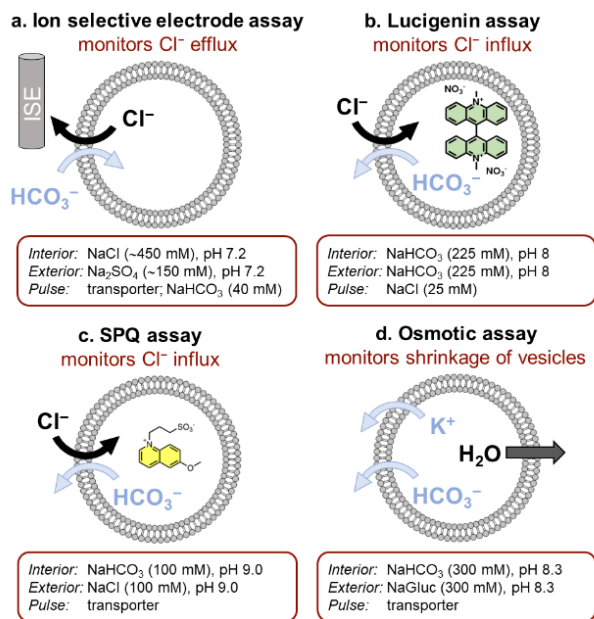 a. Ion selective electrode assay
monitors Cl⁻ efflux
ISE
Cl⁻
HCO₃⁻
Interior: NaCl (~450 mM), pH 7.2
Exterior: Na₂SO₄ (~150 mM), pH 7.2
Pulse: transporter; NaHCO₃ (40 mM)
b. Lucigenin assay
monitors Cl⁻ influx
NO₃⁻
N⁺
Cl⁻
N⁺
HCO₃⁻
NO₃⁻
Interior: NaHCO₃ (225 mM), pH 8
Exterior: NaHCO₃ (225 mM), pH 8
Pulse: NaCl (25 mM)
c. SPQ assay
monitors Cl⁻ influx
Cl⁻
SO₃⁻
N⁺
O
HCO₃⁻
Interior: NaHCO₃ (100 mM), pH 9.0
Exterior: NaCl (100 mM), pH 9.0
Pulse: transporter
d. Osmotic assay
monitors shrinkage of vesicles
K⁺
H₂O
HCO₃⁻
Interior: NaHCO₃ (300 mM), pH 8.3
Exterior: NaGluc (300 mM), pH 8.3
Pulse: transporter